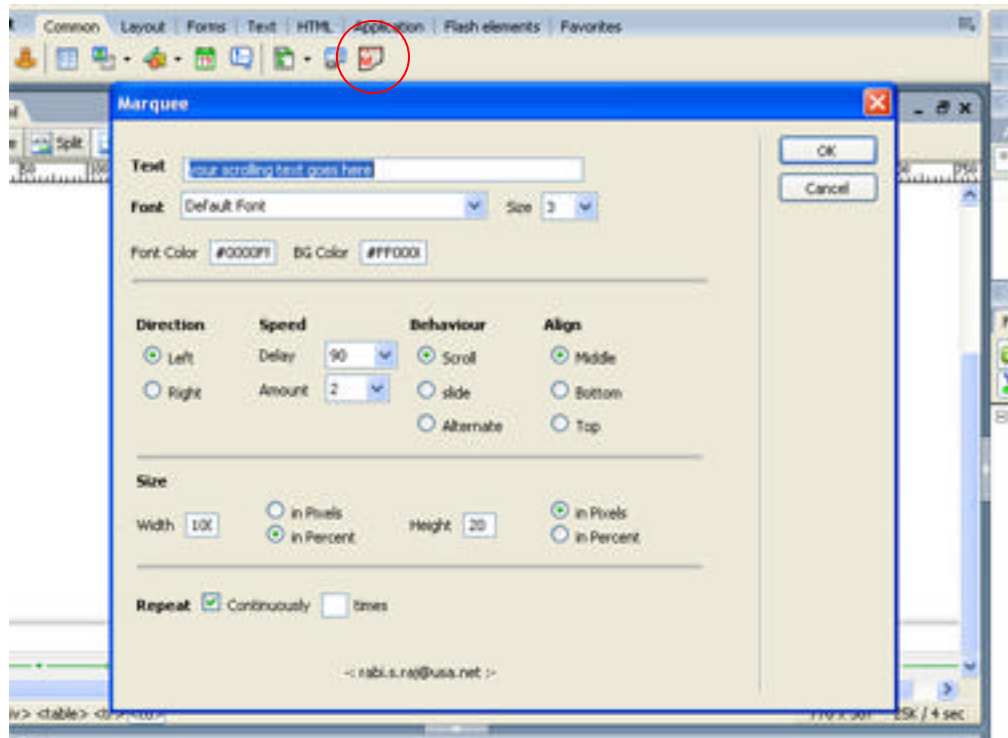 Common Layout Forms Text HTML Application Flash elements Favorites
Marquee
Split
Text your scrolling text goes here
OK
Cancel
Font Default Font Size 3
Font Color #0000FF BG Color #FF000
Direction Speed Behaviour Align
Left Delay 90 Scroll Middle
Right Amount 2 slide Bottom
Alternate Top
Size
Width 100 in Pixels Height 20 in Pixels
in Percent in Percent
Repeat Continuously times
-: rabi.s.raj@usa.net :-
<table>
25K / 4 sec